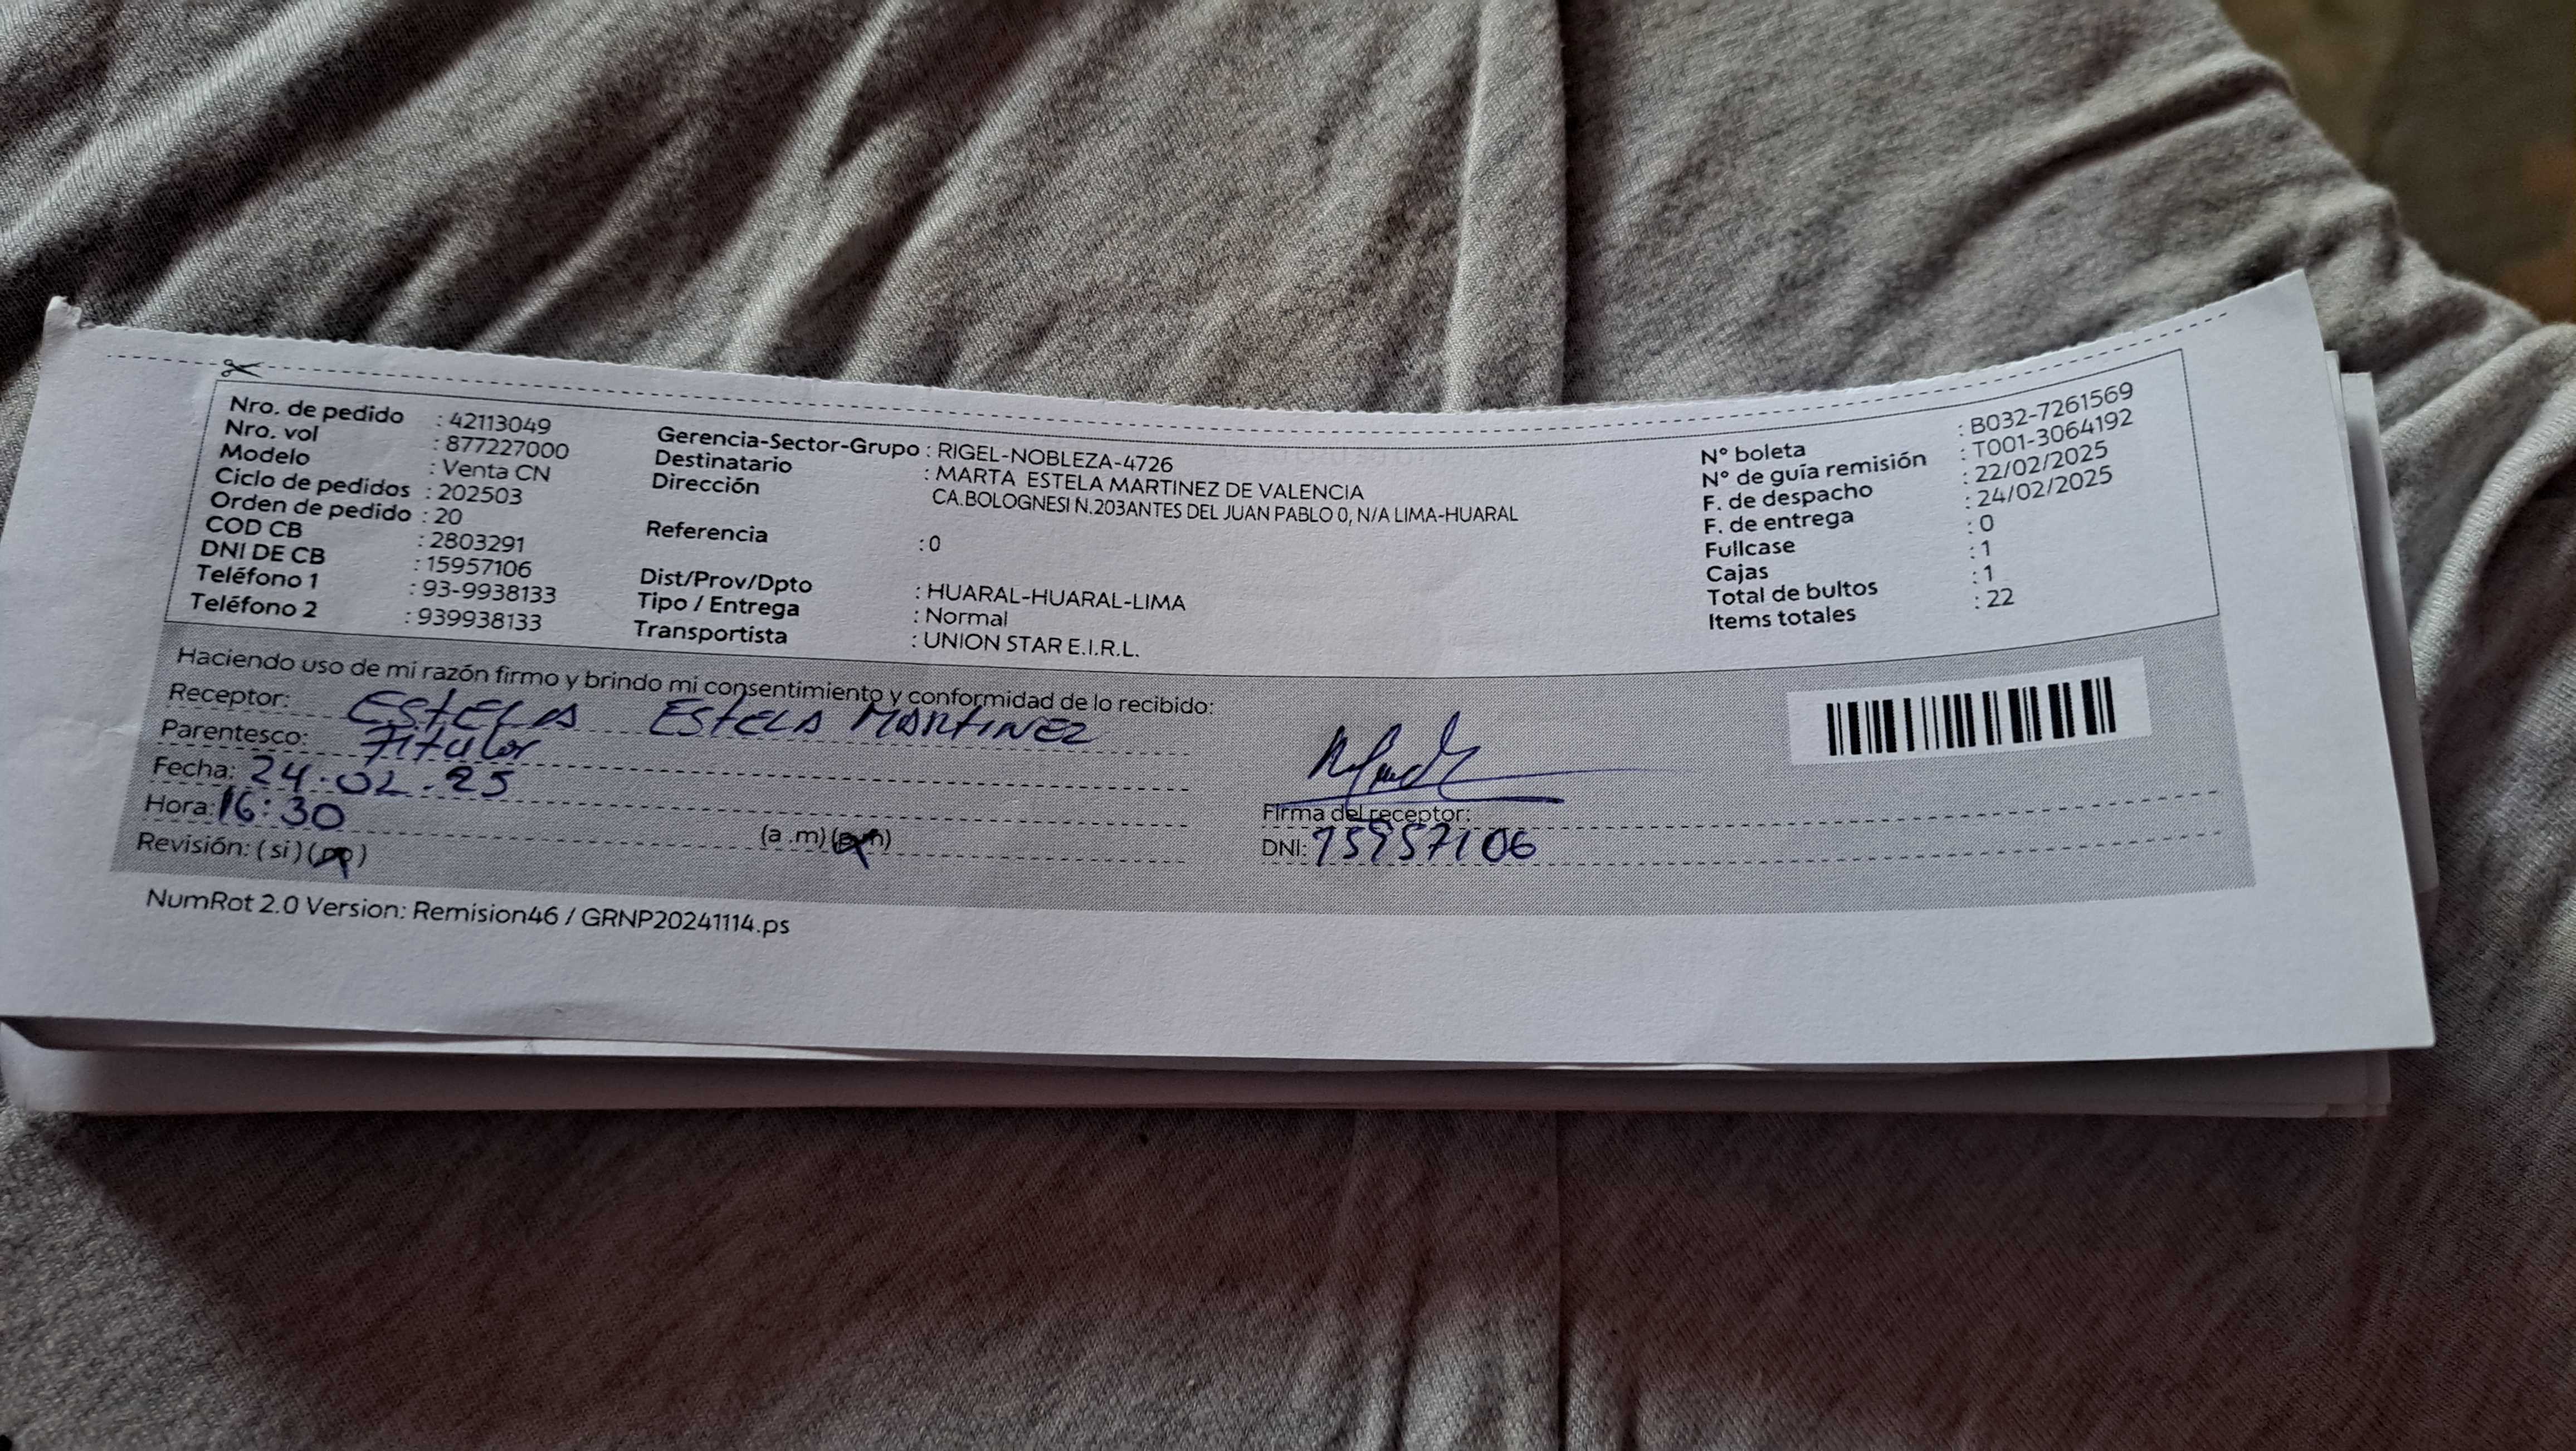 Nro. de pedido : 42113049
Nro. vol : 877227000
Modelo : Venta CN
Ciclo de pedidos : 202503
Orden de pedido : 20
COD CB : 2803291
DNI DE CB : 15957106
Teléfono 1 : 93-9938133
Teléfono 2 : 939938133
Gerencia-Sector-Grupo : RIGEL-NOBLEZA-4726
Destinatario : MARTA ESTELA MARTINEZ DE VALENCIA
Dirección CA.BOLOGNESI N.203ANTES DEL JUAN PABLO 0, N/A LIMA-HUARAL
Referencia : 0
Dist/Prov/Dpto : HUARAL-HUARAL-LIMA
Tipo / Entrega : Normal
Transportista : UNION STAR E.I.R.L.
N° boleta : B032-7261569
N° de guía remisión : T001-3064192
F. de despacho : 22/02/2025
F. de entrega : 24/02/2025
Fullcase : 0
Cajas : 1
Total de bultos : 1
Items totales : 22
Haciendo uso de mi razón firmo y brindo mi consentimiento y conformidad de lo recibido:
Receptor: ESTELA ESTELA MARTINEZ
Parentesco: Titular
Fecha: 24.02.25
Hora: 16:30 (a .m) (p.m)
Revisión: (si) (no)
Firma del receptor:
DNI: 15957106
NumRot 2.0 Version: Remision46 / GRNP20241114.ps